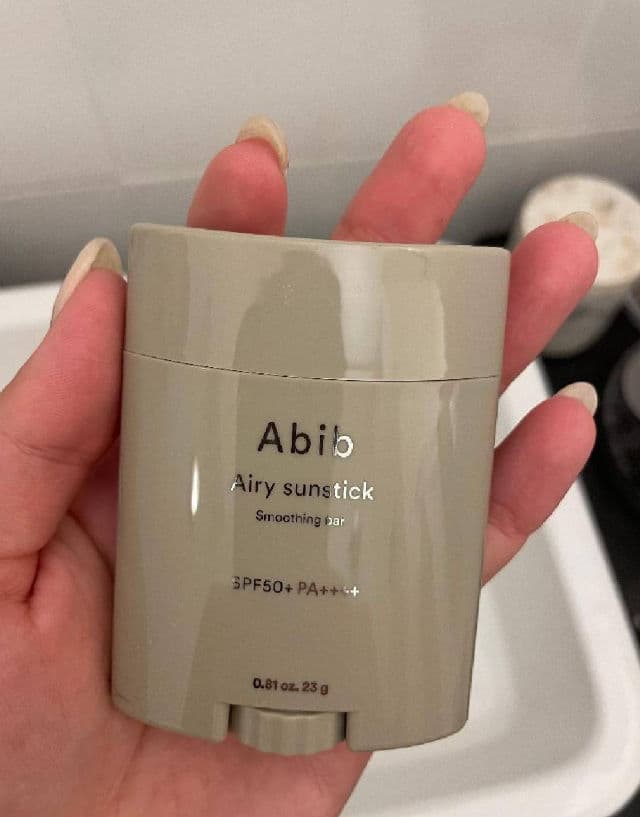 Abib
Airy sunstick
Smoothing bar
SPF50+ PA++++
0.81 oz. 23 g